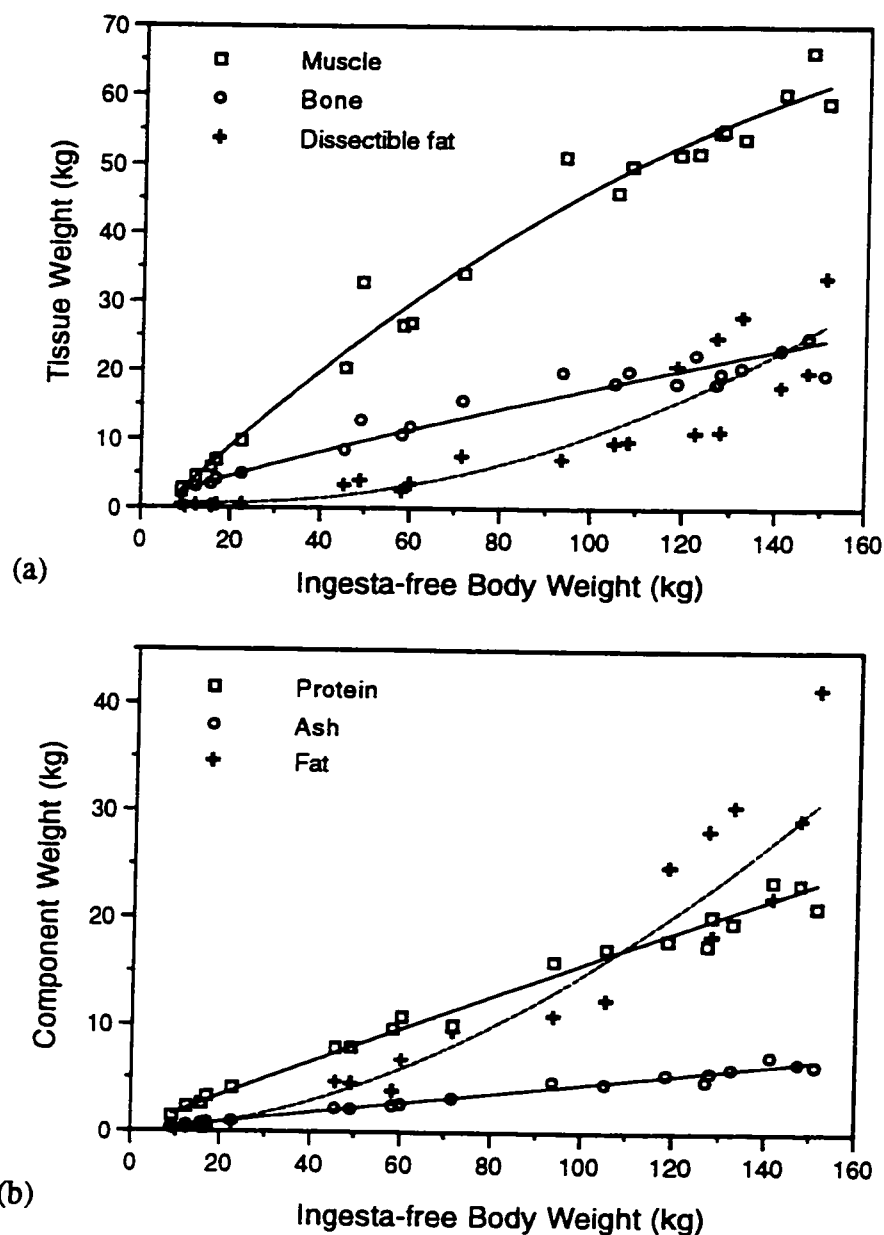 70
60
50
40
30
20
10
0
Tissue Weight (kg)
Muscle
Bone
Dissectible fat
0 20 40 60 80 100 120 140 160
(a)
Ingesta-free Body Weight (kg)
40
30
20
10
0
Component Weight (kg)
Protein
Ash
Fat
0 20 40 60 80 100 120 140 160
(b)
Ingesta-free Body Weight (kg)